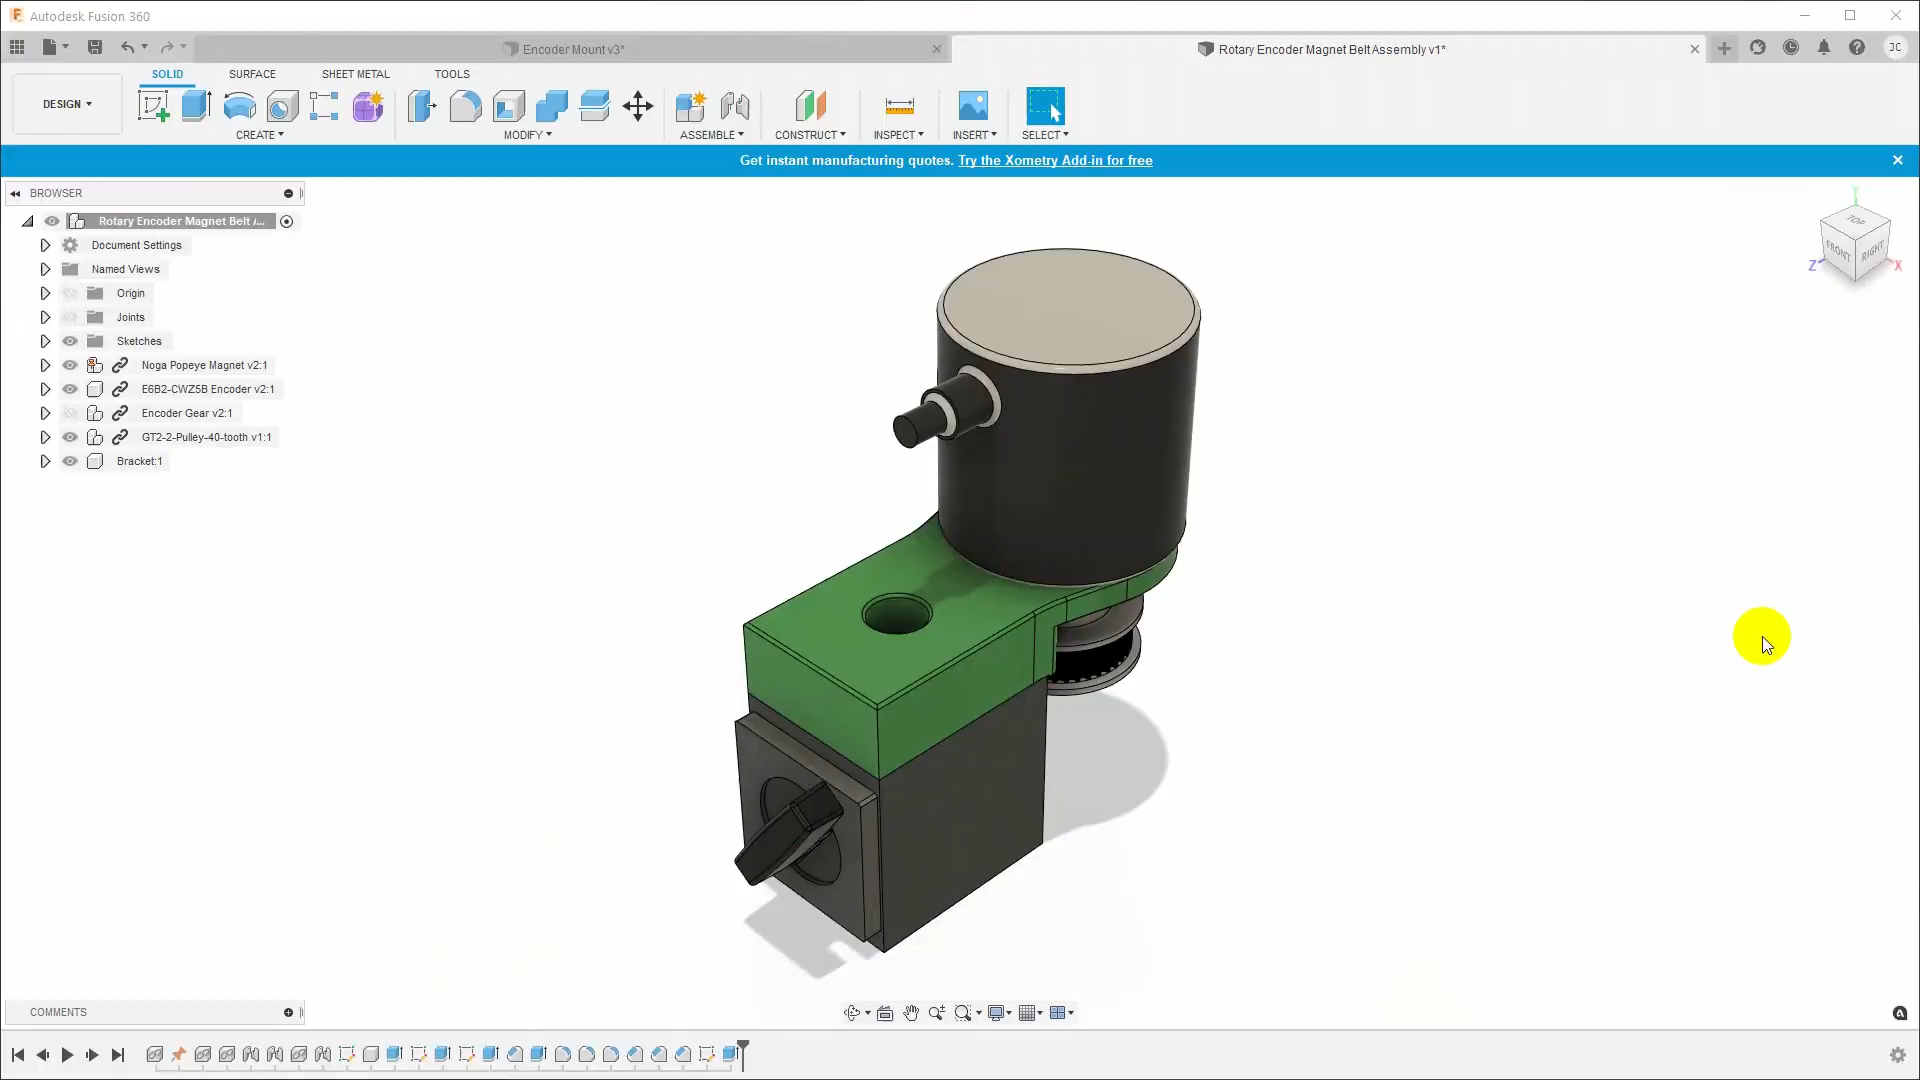 Autodesk Fusion 360
Encoder Mount v3*
Rotary Encoder Magnet Belt Assembly v1*
JC
DESIGN
SOLID
SURFACE
SHEET METAL
TOOLS
CREATE
MODIFY
ASSEMBLE
CONSTRUCT
INSPECT
INSERT
SELECT
Get instant manufacturing quotes. Try the Xometry Add-in for free
BROWSER
Rotary Encoder Magnet Belt /...
Document Settings
Named Views
Origin
Joints
Sketches
Noga Popeye Magnet v2:1
E6B2-CWZ5B Encoder v2:1
Encoder Gear v2:1
GT2-2-Pulley-40-tooth v1:1
Bracket:1
Y
TOP
FRONT
RIGHT
Z
X
COMMENTS